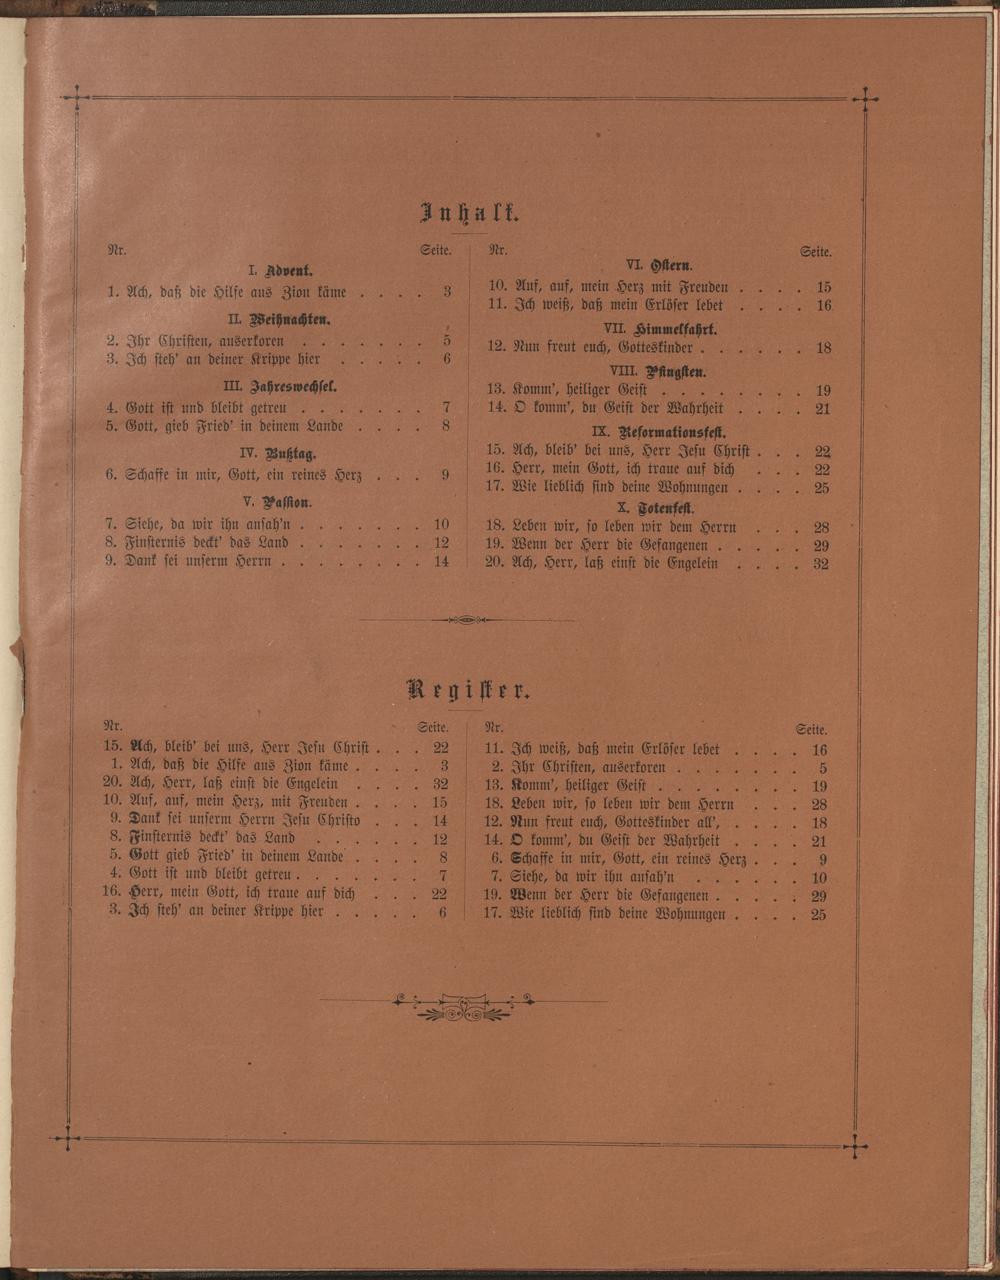 Inhalt.
Nr. Seite.
I. Advent.
1. Ach, daß die Hilfe aus Zion käme . . . . 3
II. Weihnachten.
2. Ihr Christen, auserkoren . . . . . . . 5
3. Ich steh' an deiner Krippe hier . . . . . 6
III. Jahreswechsel.
4. Gott ist und bleibt getreu . . . . . . . 7
5. Gott, gieb Fried' in deinem Lande . . . . 8
IV. Bußtag.
6. Schaffe in mir, Gott, ein reines Herz . . . 9
V. Passion.
7. Siehe, da wir ihn ansah'n . . . . . . . 10
8. Finsternis deckt' das Land . . . . . . . 12
9. Dank sei unserm Herrn . . . . . . . . 14
Nr. Seite.
VI. Ostern.
10. Auf, auf, mein Herz mit Freuden . . . . 15
11. Ich weiß, daß mein Erlöser lebet . . . . 16
VII. Himmelfahrt.
12. Nun freut euch, Gotteskinder . . . . . . 18
VIII. Pfingsten.
13. Komm', heiliger Geist . . . . . . . . 19
14. O komm', du Geist der Wahrheit . . . . 21
IX. Reformationsfest.
15. Ach, bleib' bei uns, Herr Jesu Christ . . . 22
16. Herr, mein Gott, ich traue auf dich . . . 22
17. Wie lieblich sind deine Wohnungen . . . . 25
X. Totenfest.
18. Leben wir, so leben wir dem Herrn . . . 28
19. Wenn der Herr die Gefangenen . . . . . 29
20. Ach, Herr, laß einst die Engelein . . . . 32
Register.
Nr. Seite.
15. Ach, bleib' bei uns, Herr Jesu Christ . . . 22
1. Ach, daß die Hilfe aus Zion käme . . . . 3
20. Ach, Herr, laß einst die Engelein . . . . 32
10. Auf, auf, mein Herz, mit Freuden . . . . 15
9. Dank sei unserm Herrn Jesu Christo . . . 14
8. Finsternis deckt' das Land . . . . . . 12
5. Gott gieb Fried' in deinem Lande . . . . 8
4. Gott ist und bleibt getreu . . . . . . . 7
16. Herr, mein Gott, ich traue auf dich . . . 22
3. Ich steh' an deiner Krippe hier . . . . . 6
Nr. Seite.
11. Ich weiß, daß mein Erlöser lebet . . . . 16
2. Ihr Christen, auserkoren . . . . . . . 5
13. Komm', heiliger Geist . . . . . . . . 19
18. Leben wir, so leben wir dem Herrn . . . 28
12. Nun freut euch, Gotteskinder all', . . . . 18
14. O komm', du Geist der Wahrheit . . . . 21
6. Schaffe in mir, Gott, ein reines Herz . . . 9
7. Siehe, da wir ihn ansah'n . . . . . . 10
19. Wenn der Herr die Gefangenen . . . . . 29
17. Wie lieblich sind deine Wohnungen . . . . 25